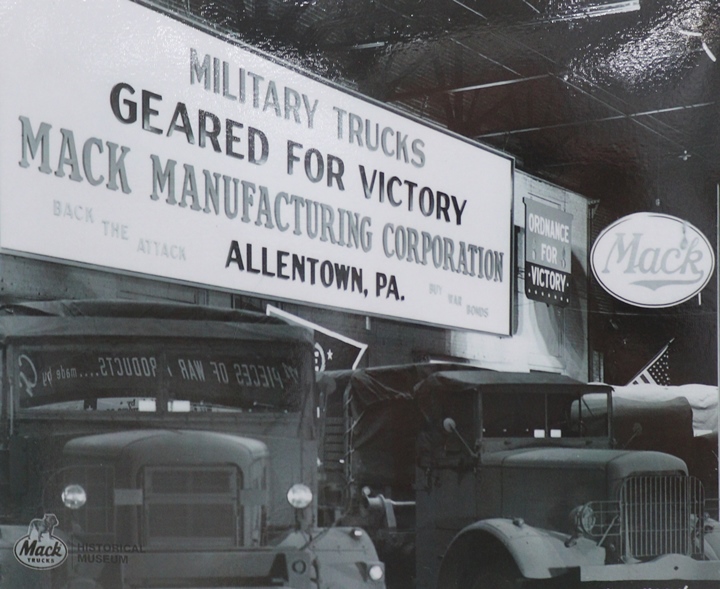 MILITARY TRUCKS
GEARED FOR VICTORY
MACK MANUFACTURING CORPORATION
BACK THE ATTACK
ALLENTOWN, PA.
BUY WAR BONDS
ORDNANCE
FOR
VICTORY
Mack
PIECES OF WAR PRODUCTS....made by
Mack
TRUCKS
HISTORICAL
MUSEUM